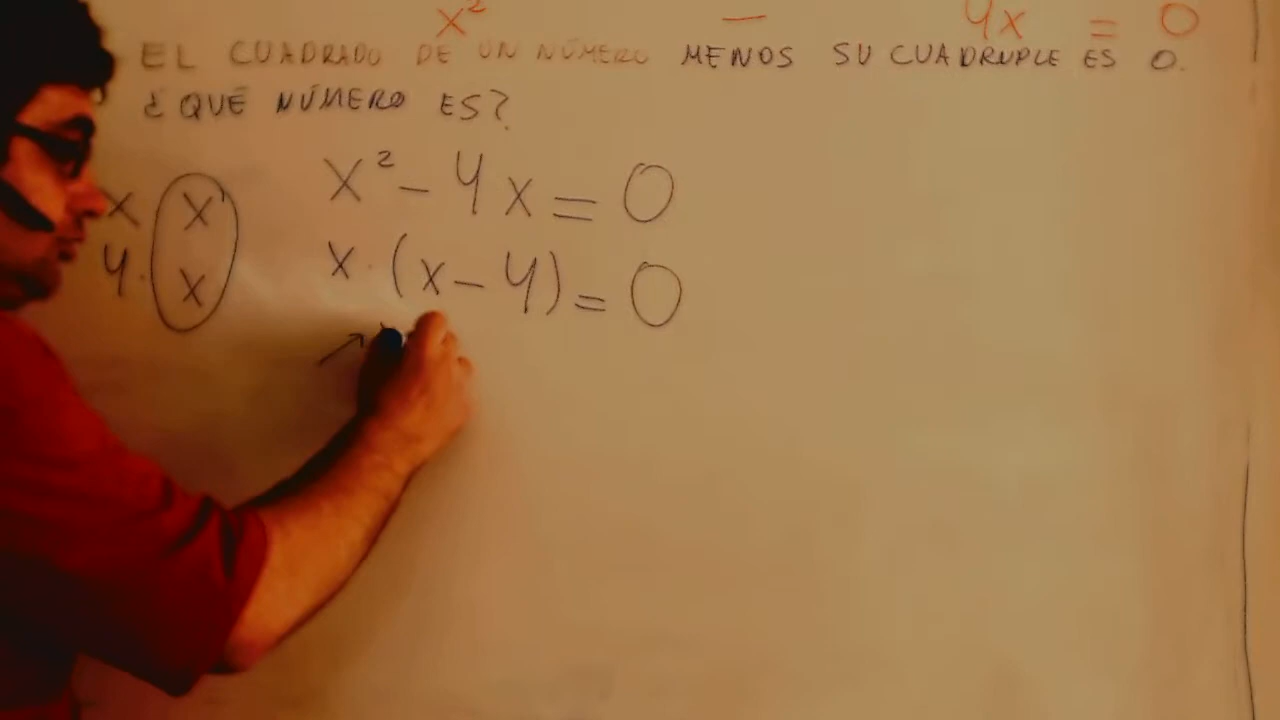 x² − 4x = 0
EL CUADRADO DE UN NÚMERO MENOS SU CUADRUPLE ES 0.
¿QUÉ NÚMERO ES?
x² - 4x = 0
x · x
x · (x - 4) = 0
4 · x